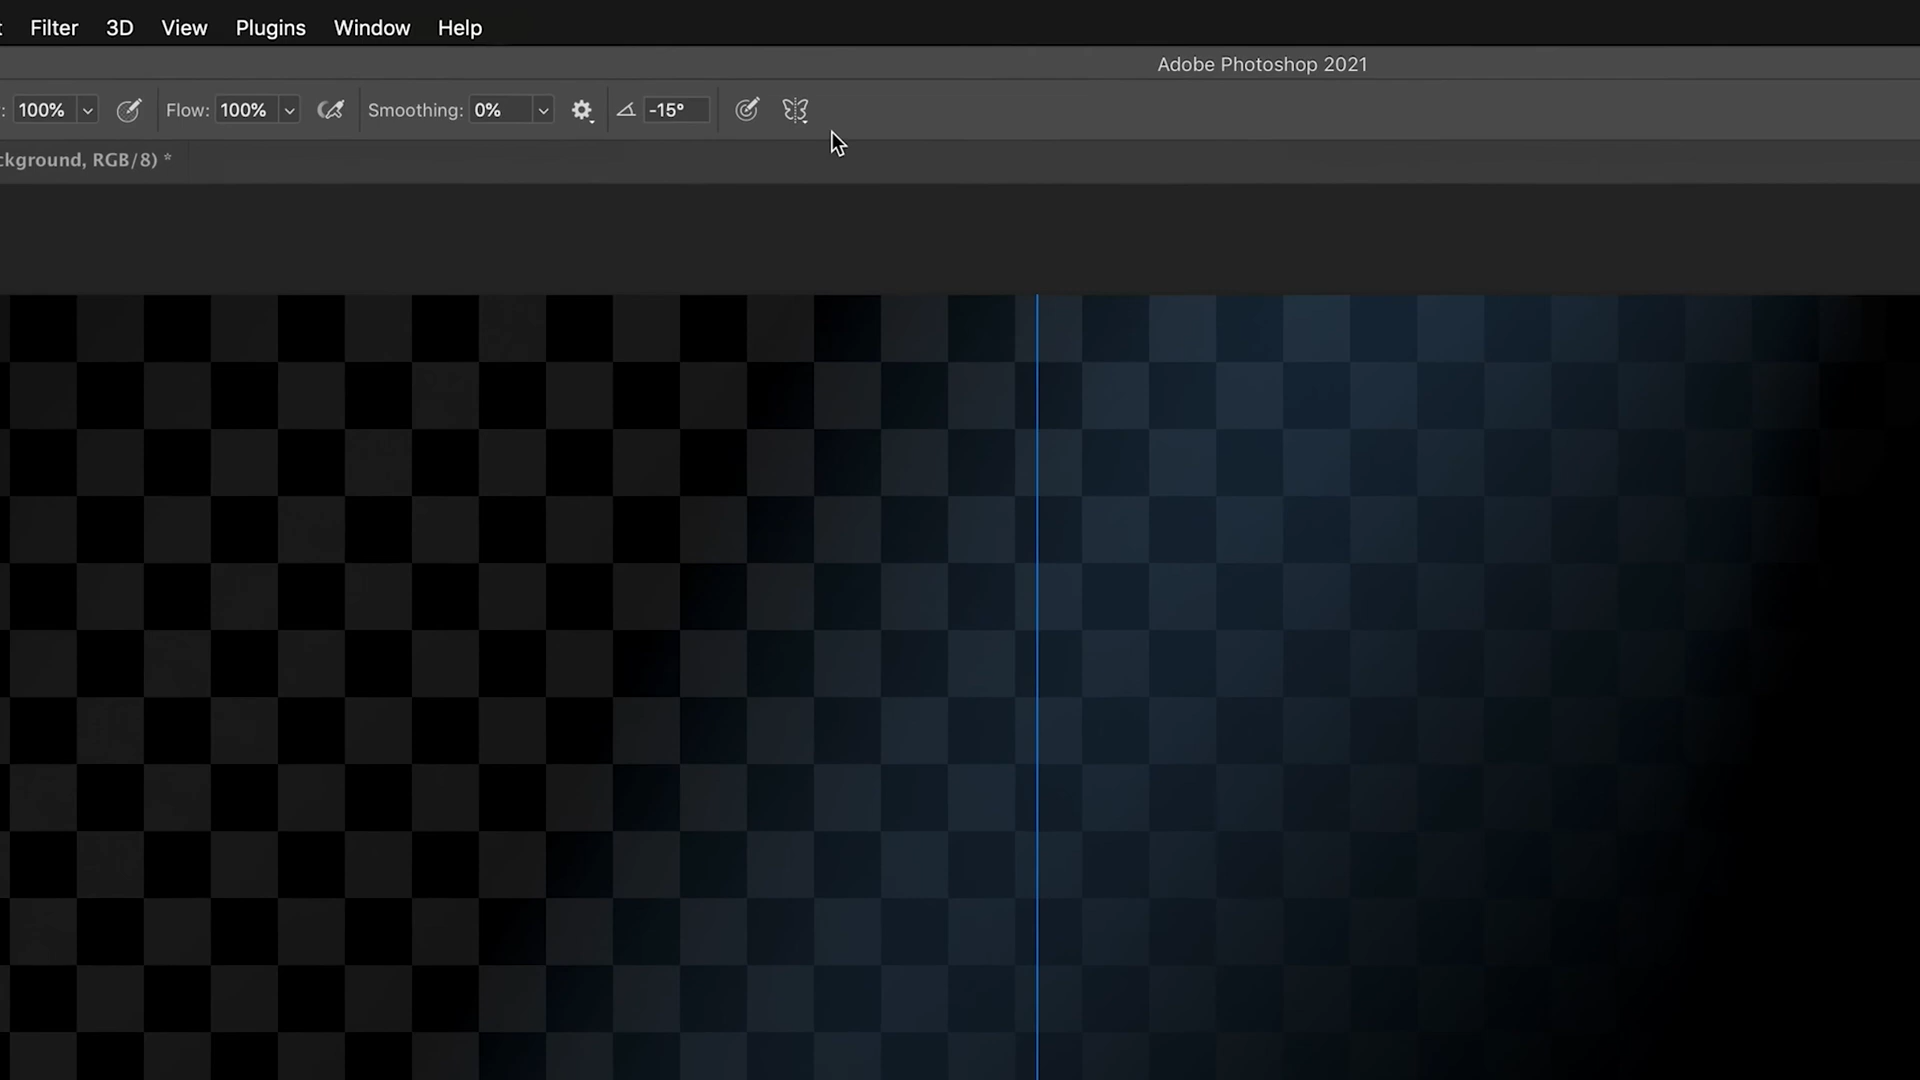 Filter 3D View Plugins Window Help
Adobe Photoshop 2021
: 100% Flow: 100% Smoothing: 0% -15°
ckground, RGB/8) *